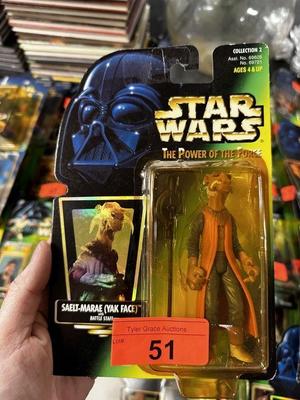 COLLECTION 2
Asst. No. 69605
No. 69721
AGES 4 & UP
STAR
WARS
THE POWER OF THE FORCE
SAELT-MARAE (YAK FACE)
BATTLE STAFF
Tyler Grace Auctions
Lot#
51